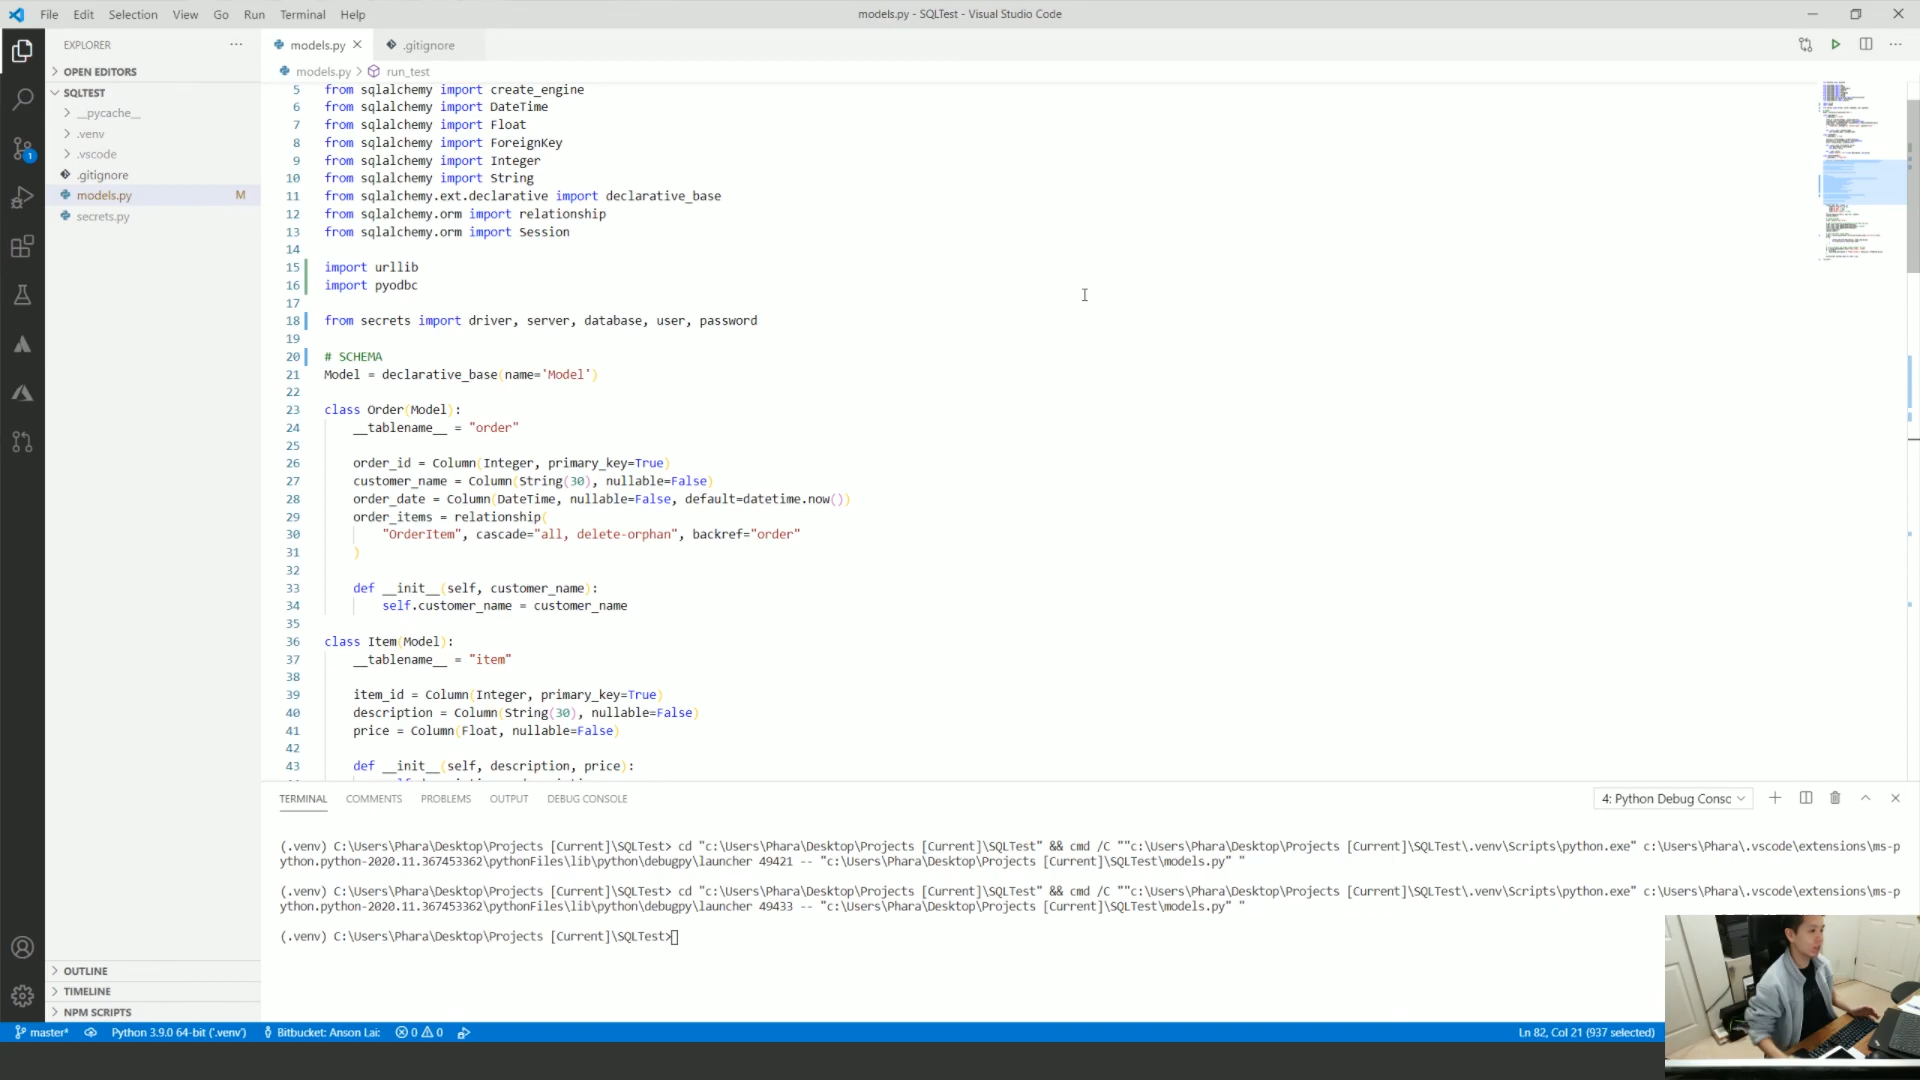 File Edit Selection View Go Run Terminal Help
models.py - SQLTest - Visual Studio Code
EXPLORER
OPEN EDITORS
SQLTEST
__pycache__
.venv
.vscode
.gitignore
models.py M
secrets.py
models.py .gitignore
models.py > run_test
5 from sqlalchemy import create_engine
6 from sqlalchemy import DateTime
7 from sqlalchemy import Float
8 from sqlalchemy import ForeignKey
9 from sqlalchemy import Integer
10 from sqlalchemy import String
11 from sqlalchemy.ext.declarative import declarative_base
12 from sqlalchemy.orm import relationship
13 from sqlalchemy.orm import Session
14
15 import urllib
16 import pyodbc
17
18 from secrets import driver, server, database, user, password
19
20 # SCHEMA
21 Model = declarative_base(name='Model')
22
23 class Order(Model):
24 __tablename__ = "order"
25
26 order_id = Column(Integer, primary_key=True)
27 customer_name = Column(String(30), nullable=False)
28 order_date = Column(DateTime, nullable=False, default=datetime.now())
29 order_items = relationship(
30 "OrderItem", cascade="all, delete-orphan", backref="order"
31 )
32
33 def __init__(self, customer_name):
34 self.customer_name = customer_name
35
36 class Item(Model):
37 __tablename__ = "item"
38
39 item_id = Column(Integer, primary_key=True)
40 description = Column(String(30), nullable=False)
41 price = Column(Float, nullable=False)
42
43 def __init__(self, description, price):
TERMINAL COMMENTS PROBLEMS OUTPUT DEBUG CONSOLE
4: Python Debug Consc
(.venv) C:\Users\Phara\Desktop\Projects [Current]\SQLTest> cd "c:\Users\Phara\Desktop\Projects [Current]\SQLTest" && cmd /C ""c:\Users\Phara\Desktop\Projects [Current]\SQLTest\.venv\Scripts\python.exe" c:\Users\Phara\.vscode\extensions\ms-p
ython.python-2020.11.367453362\pythonFiles\lib\python\debugpy\launcher 49421 -- "c:\Users\Phara\Desktop\Projects [Current]\SQLTest\models.py" "
(.venv) C:\Users\Phara\Desktop\Projects [Current]\SQLTest> cd "c:\Users\Phara\Desktop\Projects [Current]\SQLTest" && cmd /C ""c:\Users\Phara\Desktop\Projects [Current]\SQLTest\.venv\Scripts\python.exe" c:\Users\Phara\.vscode\extensions\ms-p
ython.python-2020.11.367453362\pythonFiles\lib\python\debugpy\launcher 49433 -- "c:\Users\Phara\Desktop\Projects [Current]\SQLTest\models.py" "
(.venv) C:\Users\Phara\Desktop\Projects [Current]\SQLTest>
OUTLINE
TIMELINE
NPM SCRIPTS
1
master* Python 3.9.0 64-bit ('.venv') Bitbucket: Anson Lai: 0 0
Ln 82, Col 21 (937 selected)